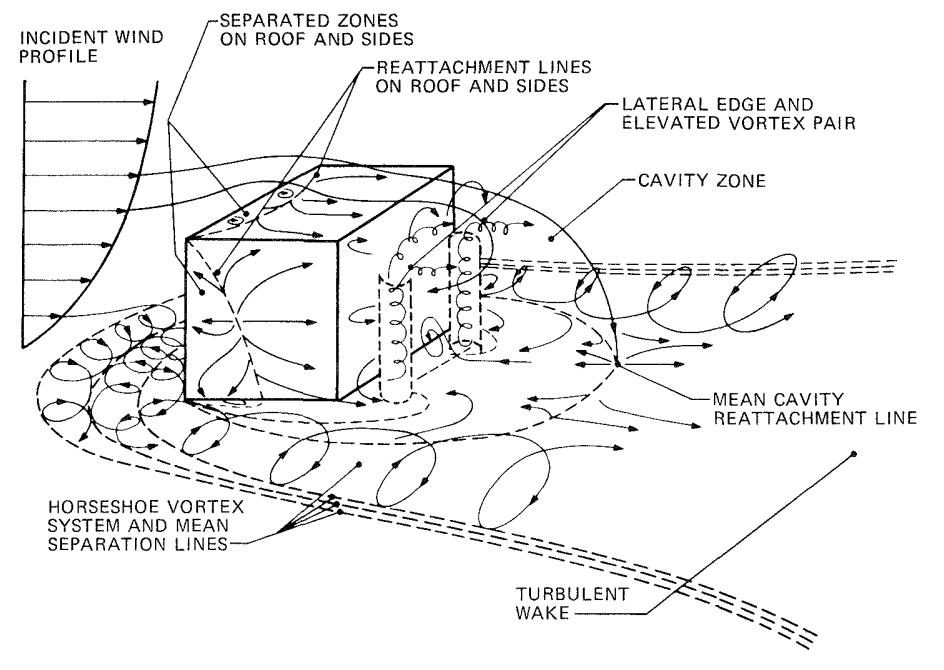 SEPARATED ZONES
ON ROOF AND SIDES
INCIDENT WIND
PROFILE
REATTACHMENT LINES
ON ROOF AND SIDES
LATERAL EDGE AND
ELEVATED VORTEX PAIR
CAVITY ZONE
MEAN CAVITY
REATTACHMENT LINE
HORSESHOE VORTEX
SYSTEM AND MEAN
SEPARATION LINES
TURBULENT
WAKE